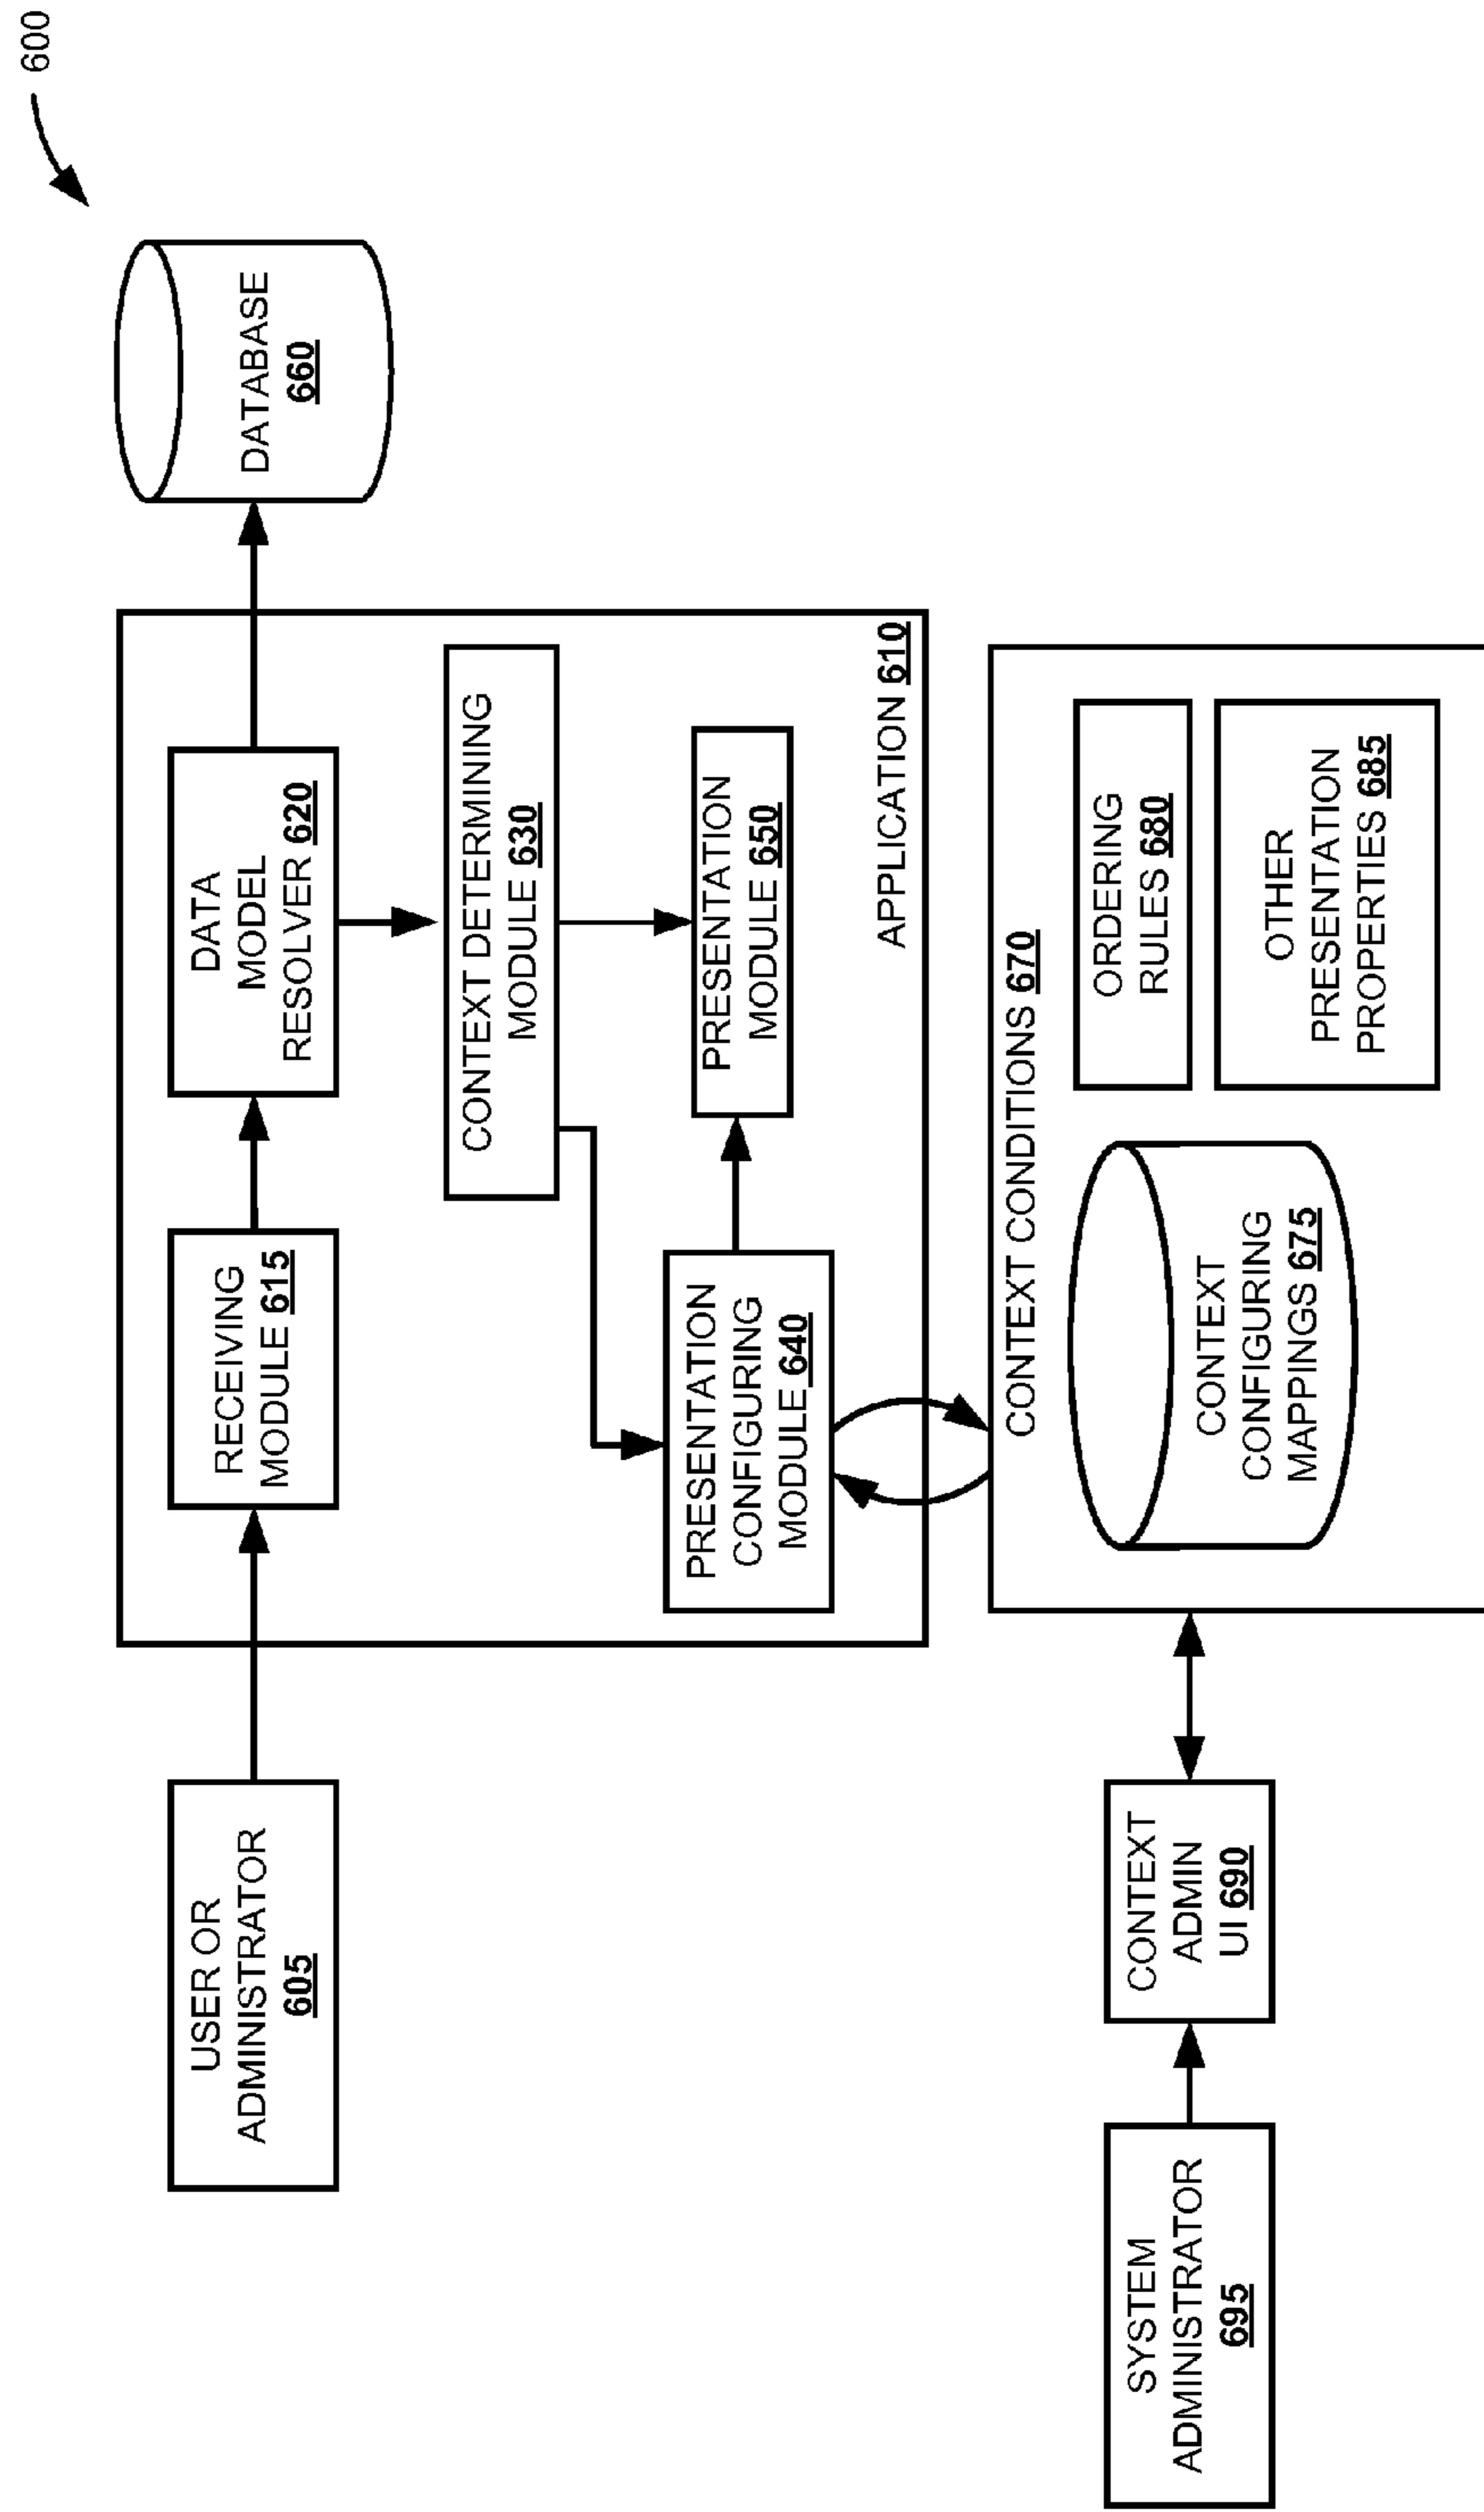 600
USER OR
ADMINISTRATOR
605
RECEIVING
MODULE 615
DATA
MODEL
RESOLVER 620
DATABASE
660
CONTEXT DETERMINING
MODULE 630
PRESENTATION
CONFIGURING
MODULE 640
PRESENTATION
MODULE 650
APPLICATION 610
CONTEXT CONDITIONS 670
SYSTEM
ADMINISTRATOR
695
CONTEXT
ADMIN
UI 690
CONTEXT
CONFIGURING
MAPPINGS 675
ORDERING
RULES 680
OTHER
PRESENTATION
PROPERTIES 685